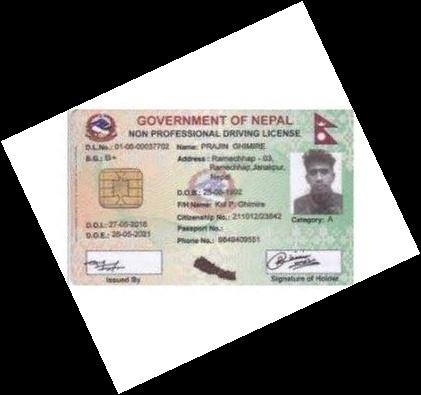 GOVERNMENT OF NEPAL
NON PROFESSIONAL DRIVING LICENSE
D.L.No.: 01-06-00037702 Name: PRAJIN GHIMIRE
B.G.: B+ Address: Ramechhap - 03,
Ramechhap, Janakpur,
Nepal
D.O.B.: 25-08-1992
F/H Name: Kul P. Ghimire
Citizenship No.: 211012/23642
Category: A
D.O.I.: 27-05-2016 Passport No.:
D.O.E.: 26-05-2021 Phone No.: 9849409551
Issued By Signature of Holder